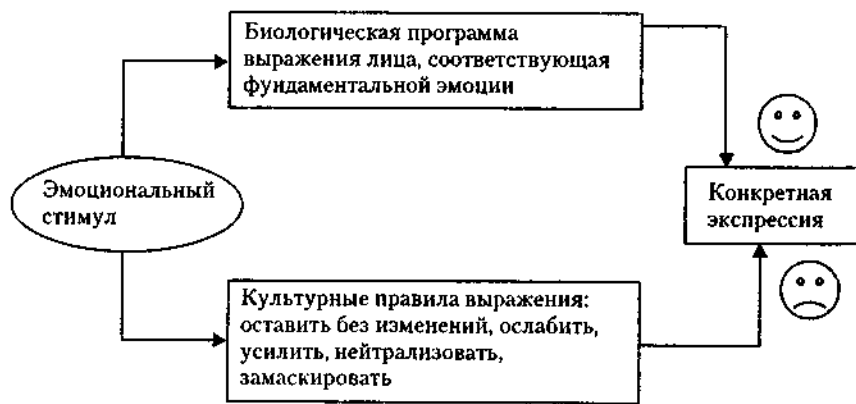 Биологическая программа
выражения лица, соответствующая
фундаментальной эмоции
Эмоциональный
стимул
Конкретная
экспрессия
Культурные правила выражения:
оставить без изменений, ослабить,
усилить, нейтрализовать,
замаскировать